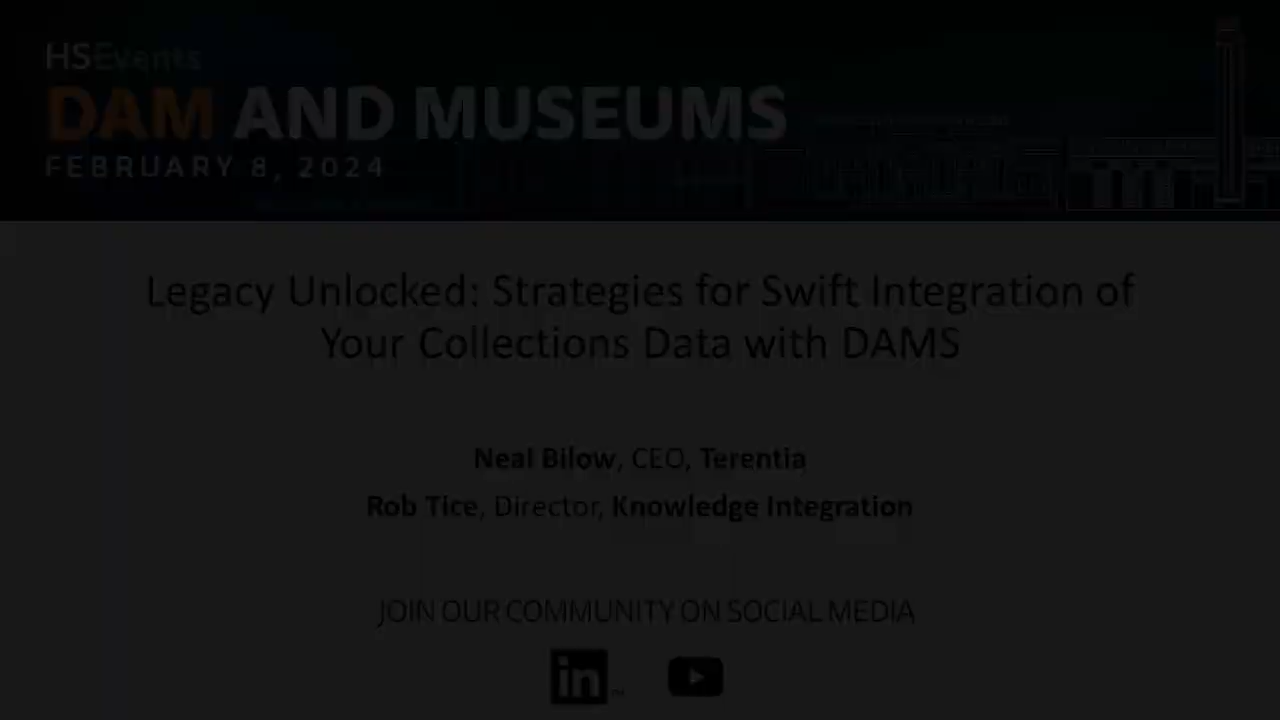 HSEvents
DAM AND MUSEUMS
FEBRUARY 8, 2024
Legacy Unlocked: Strategies for Swift Integration of
Your Collections Data with DAMS
Neal Bilow, CEO, Terentia
Rob Tice, Director, Knowledge Integration
JOIN OUR COMMUNITY ON SOCIAL MEDIA
in TM